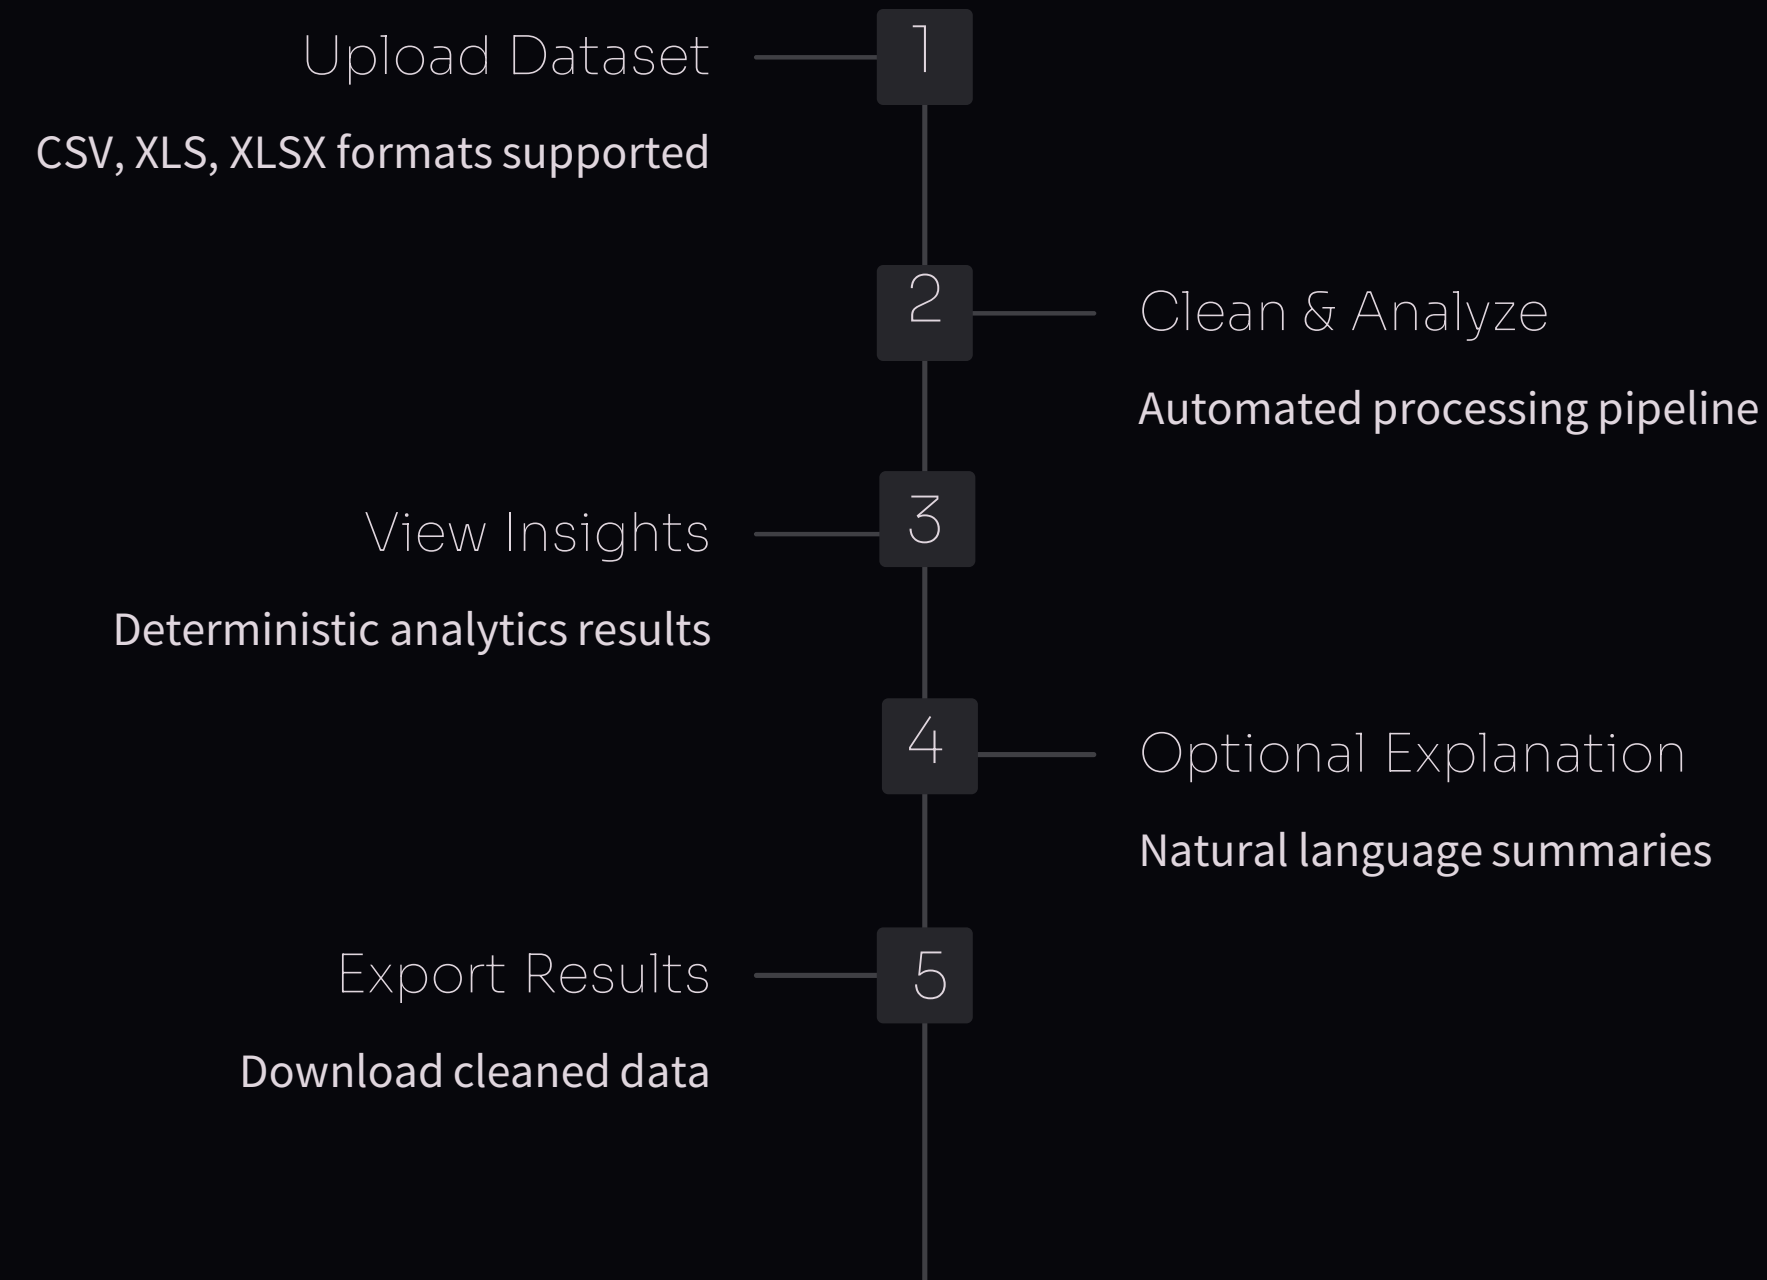 1
Upload Dataset
CSV, XLS, XLSX formats supported
2
Clean & Analyze
Automated processing pipeline
3
View Insights
Deterministic analytics results
4
Optional Explanation
Natural language summaries
5
Export Results
Download cleaned data